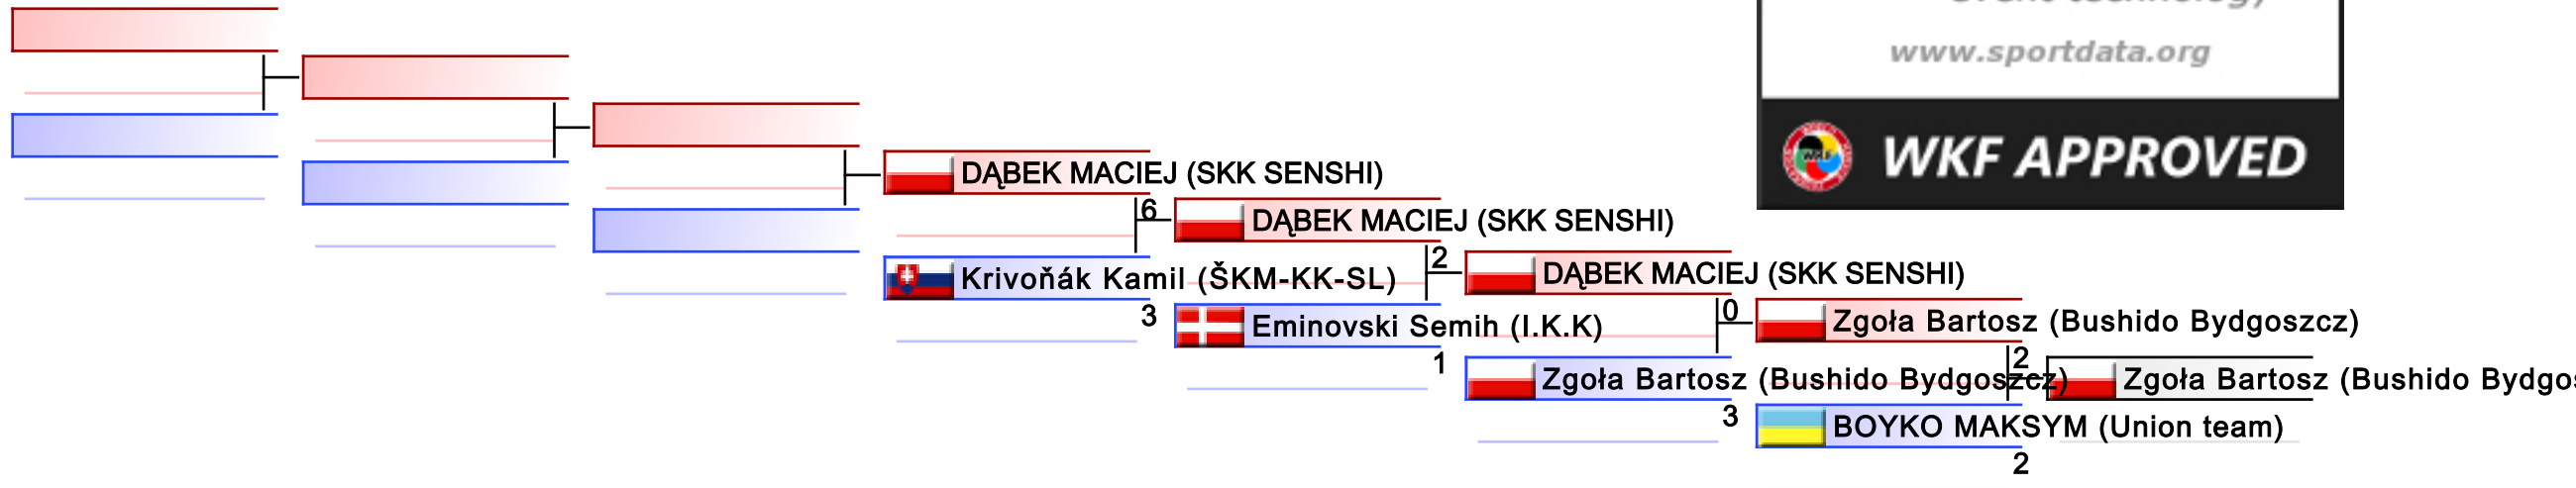 www.sportdata.org
WKF APPROVED
DĄBEK MACIEJ (SKK SENSHI)
6
DĄBEK MACIEJ (SKK SENSHI)
Krivoňák Kamil (ŠKM-KK-SL)
3
2
DĄBEK MACIEJ (SKK SENSHI)
Eminovski Semih (I.K.K)
1
0
Zgoła Bartosz (Bushido Bydgoszcz)
Zgoła Bartosz (Bushido Bydgoszcz)
3
2
Zgoła Bartosz (Bushido Bydgos
BOYKO MAKSYM (Union team)
2